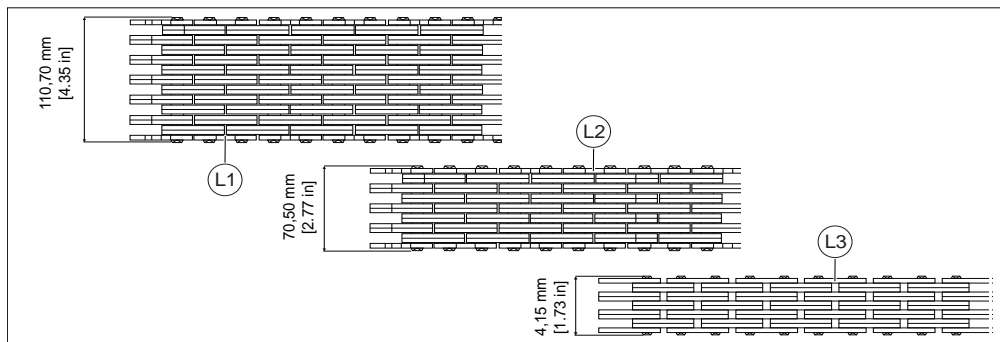 110,70 mm
[4.35 in]
L1
70,50 mm
[2.77 in]
L2
4,15 mm
[1.73 in]
L3